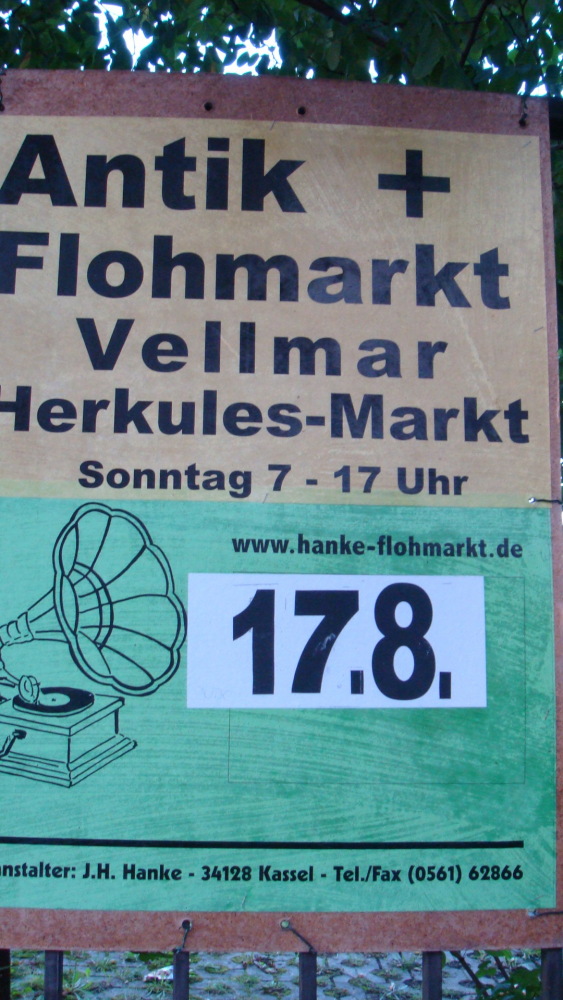 Antik +
Flohmarkt
Vellmar
Herkules-Markt
Sonntag 7 - 17 Uhr
www.hanke-flohmarkt.de
17.8.
nstalter: J.H. Hanke - 34128 Kassel - Tel./Fax (0561) 62866